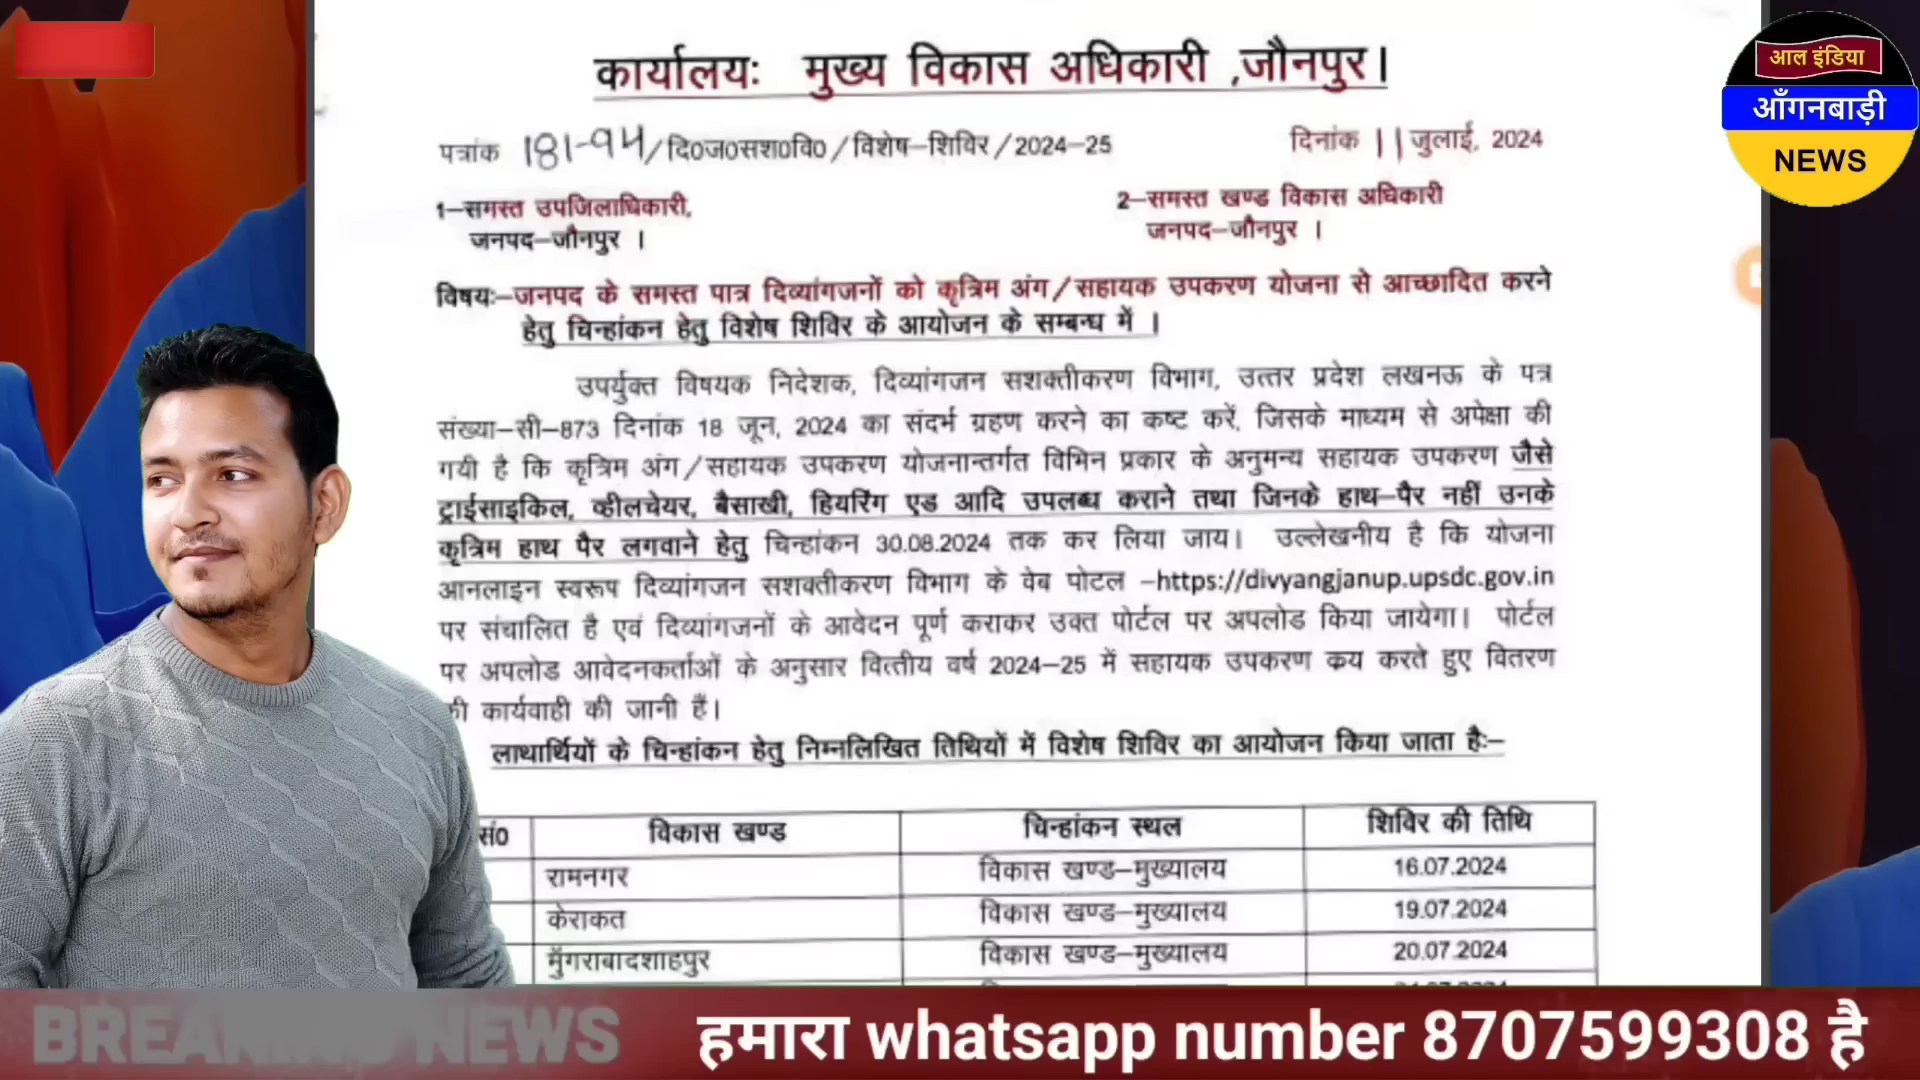 कार्यालयः मुख्य विकास अधिकारी ,जौनपुर।
पत्रांक 181-94/दि0ज0सश0वि0/विशेष-शिविर/2024-25 दिनांक 11 जुलाई, 2024
1-समस्त उपजिलाधिकारी, 2-समस्त खण्ड विकास अधिकारी
जनपद-जौनपुर । जनपद-जौनपुर ।
विषयः-जनपद के समस्त पात्र दिव्यांगजनों को कृत्रिम अंग/सहायक उपकरण योजना से आच्छादित करने
हेतु चिन्हांकन हेतु विशेष शिविर के आयोजन के सम्बन्ध में ।
उपर्युक्त विषयक निदेशक, दिव्यांगजन सशक्तीकरण विभाग, उत्तर प्रदेश लखनऊ के पत्र
संख्या-सी-873 दिनांक 18 जून, 2024 का संदर्भ ग्रहण करने का कष्ट करें, जिसके माध्यम से अपेक्षा की
गयी है कि कृत्रिम अंग/सहायक उपकरण योजनान्तर्गत विभिन प्रकार के अनुमन्य सहायक उपकरण जैसे
ट्राईसाइकिल, व्हीलचेयर, बैसाखी, हियरिंग एड आदि उपलब्ध कराने तथा जिनके हाथ-पैर नहीं उनके
कृत्रिम हाथ पैर लगवाने हेतु चिन्हांकन 30.08.2024 तक कर लिया जाय। उल्लेखनीय है कि योजना
आनलाइन स्वरूप दिव्यांगजन सशक्तीकरण विभाग के वेब पोटल -https://divyangjanup.upsdc.gov.in
पर संचालित है एवं दिव्यांगजनों के आवेदन पूर्ण कराकर उक्त पोर्टल पर अपलोड किया जायेगा। पोर्टल
पर अपलोड आवेदनकर्ताओं के अनुसार वित्तीय वर्ष 2024-25 में सहायक उपकरण क्रय करते हुए वितरण
की कार्यवाही की जानी हैं।
लाथार्थियों के चिन्हांकन हेतु निम्नलिखित तिथियों में विशेष शिविर का आयोजन किया जाता हैः-
सं0 विकास खण्ड चिन्हांकन स्थल शिविर की तिथि
रामनगर विकास खण्ड-मुख्यालय 16.07.2024
केराकत विकास खण्ड-मुख्यालय 19.07.2024
मुँगराबादशाहपुर विकास खण्ड-मुख्यालय 20.07.2024
आल इंडिया
आँगनबाड़ी
NEWS
BREAKING NEWS
हमारा whatsapp number 8707599308 है